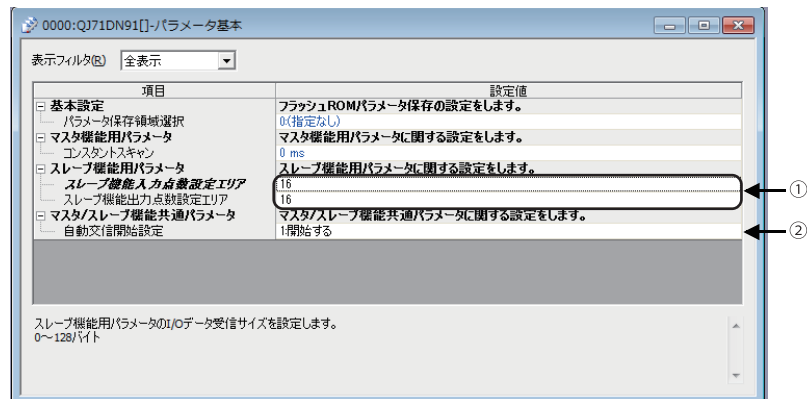 0000:QJ71DN91[]-パラメータ基本
表示フィルタ(R) 全表示
項目 設定値
基本設定 フラッシュROMパラメータ保存の設定をします。
パラメータ保存領域選択 0:(指定なし)
マスタ機能用パラメータ マスタ機能用パラメータに関する設定をします。
コンスタントスキャン 0 ms
スレーブ機能用パラメータ スレーブ機能用パラメータに関する設定をします。
スレーブ機能入力点数設定エリア 16
スレーブ機能出力点数設定エリア 16
マスタ/スレーブ機能共通パラメータ マスタ/スレーブ機能共通パラメータに関する設定をします。
自動交信開始設定 1:開始する
①
②
スレーブ機能用パラメータのI/Oデータ受信サイズを設定します。
0～128バイト